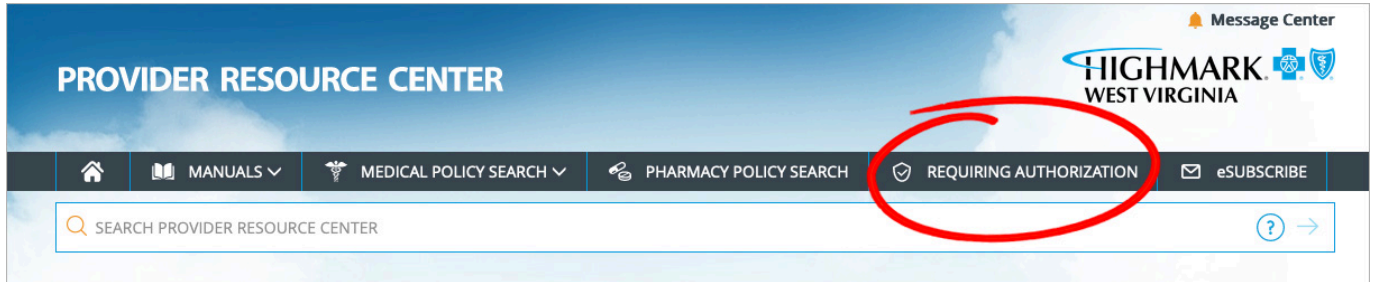 Message Center
PROVIDER RESOURCE CENTER
HIGHMARK.
WEST VIRGINIA
MANUALS
MEDICAL POLICY SEARCH
PHARMACY POLICY SEARCH
REQUIRING AUTHORIZATION
eSUBSCRIBE
SEARCH PROVIDER RESOURCE CENTER
?